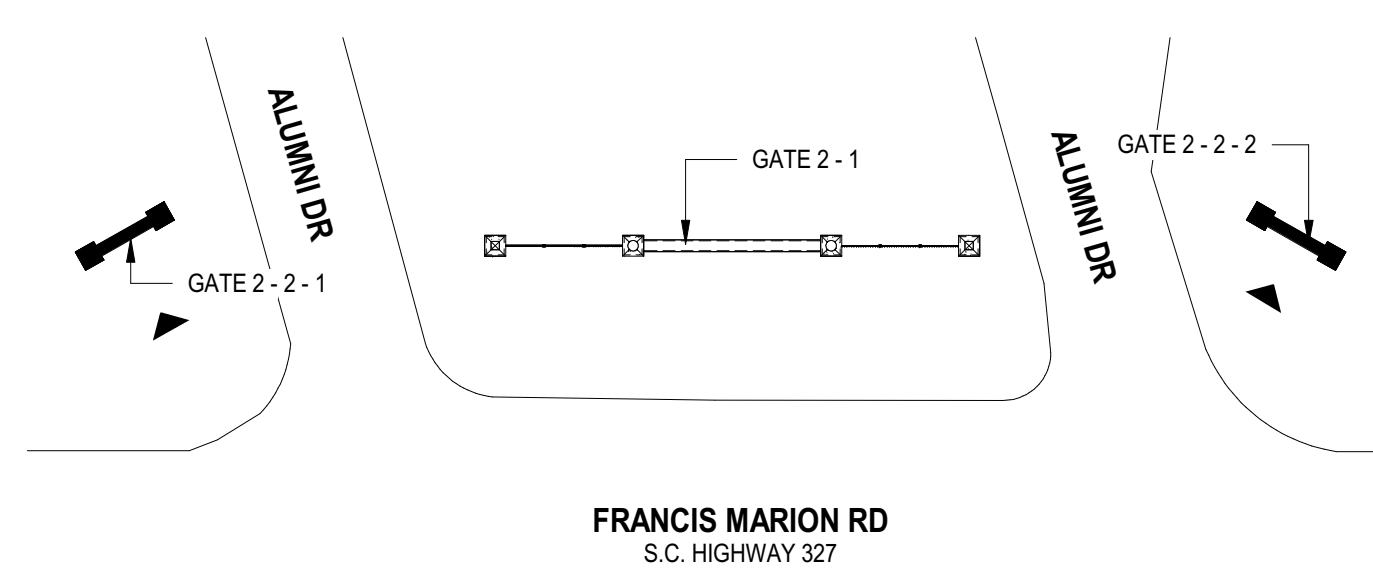 ALUMNI DR
GATE 2 - 1
ALUMNI DR
GATE 2 - 2 - 2
GATE 2 - 2 - 1
FRANCIS MARION RD
S.C. HIGHWAY 327